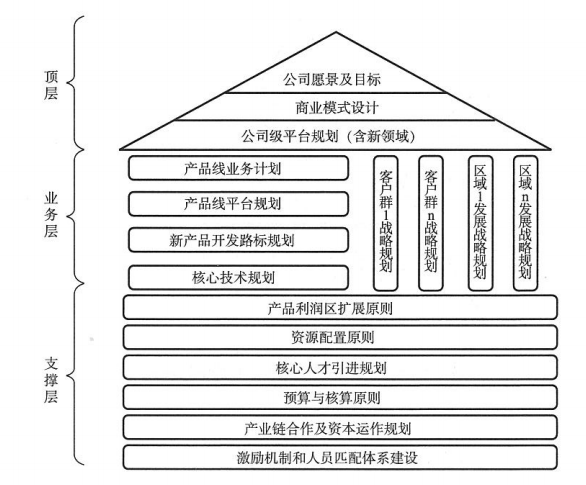 顶层
公司愿景及目标
商业模式设计
公司级平台规划（含新领域）
业务层
产品线业务计划
产品线平台规划
新产品开发路标规划
核心技术规划
客户群1战略规划
客户群n战略规划
区域1发展战略规划
区域n发展战略规划
支撑层
产品利润区扩展原则
资源配置原则
核心人才引进规划
预算与核算原则
产业链合作及资本运作规划
激励机制和人员匹配体系建设